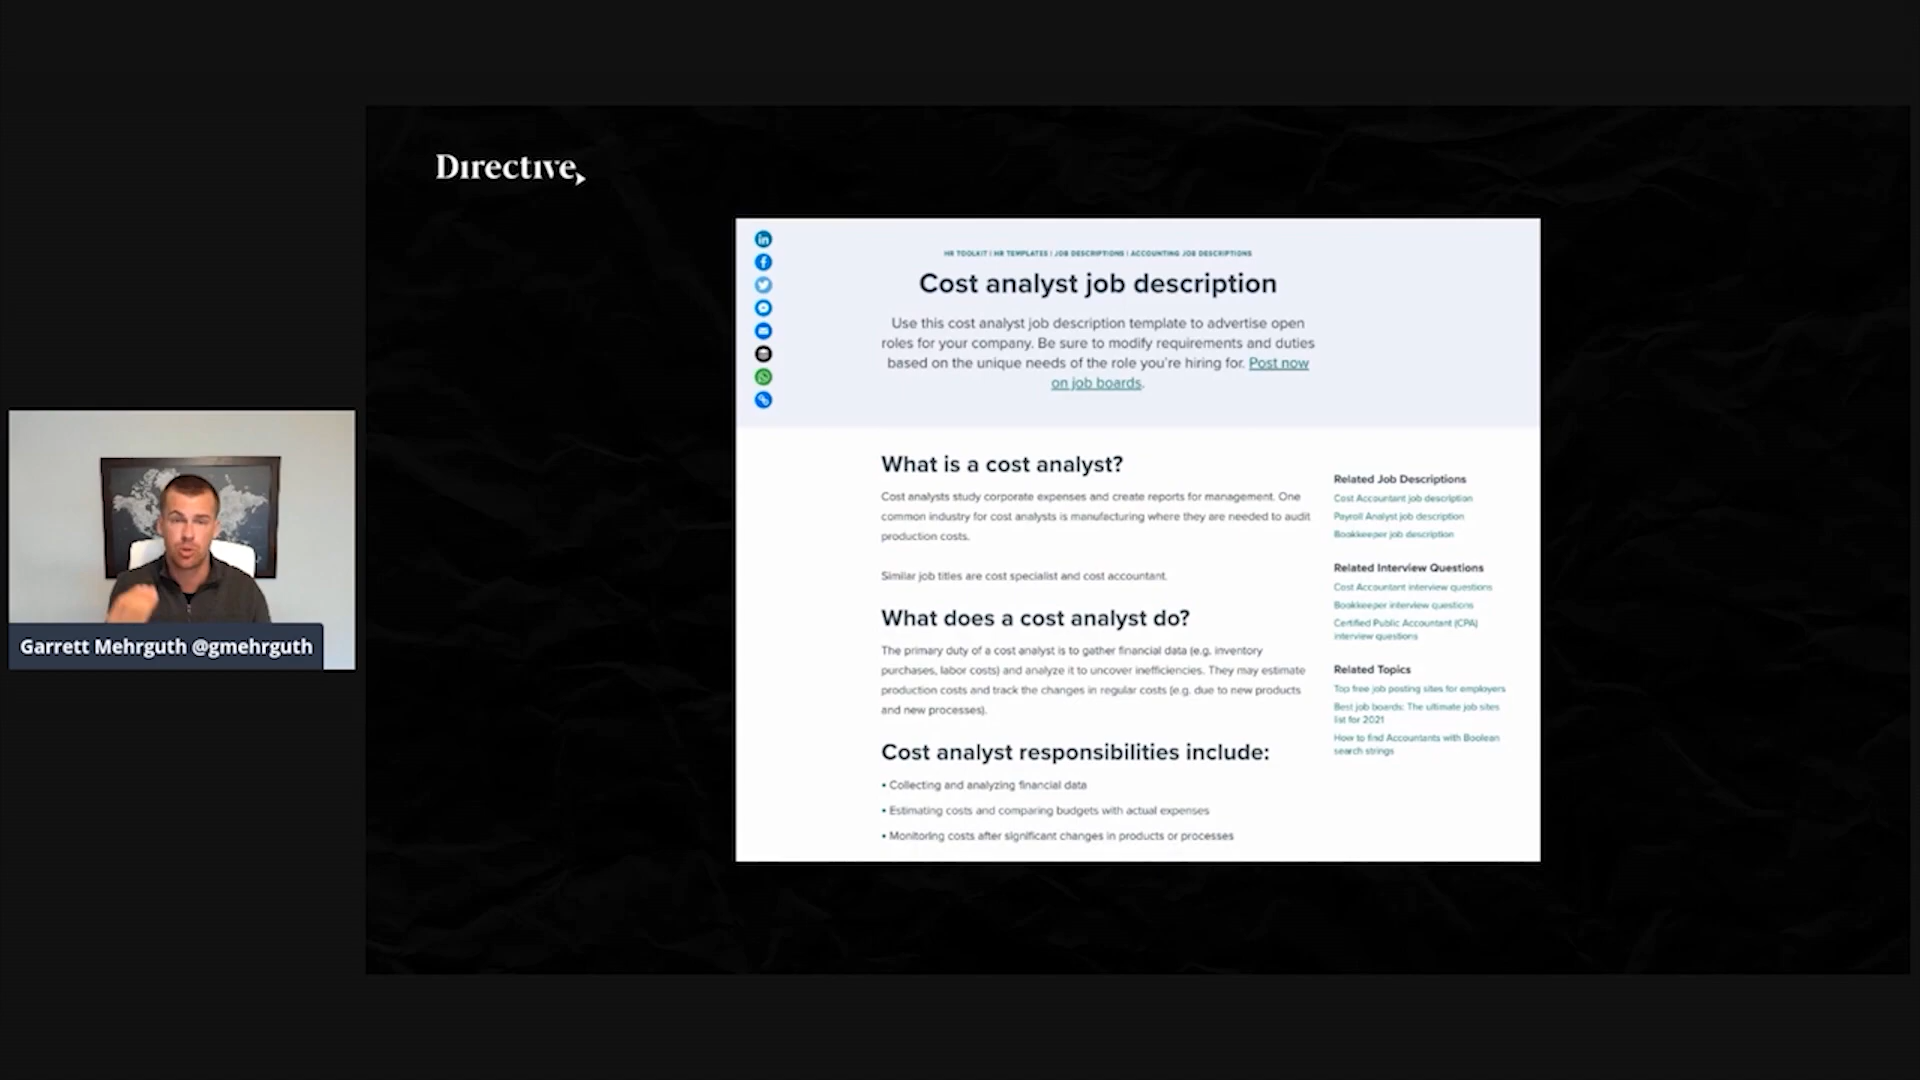 Directive
HR TOOLKIT | HR TEMPLATES | JOB DESCRIPTIONS | ACCOUNTING JOB DESCRIPTIONS
Cost analyst job description
Use this cost analyst job description template to advertise open
roles for your company. Be sure to modify requirements and duties
based on the unique needs of the role you're hiring for. Post now
on job boards.
What is a cost analyst?
Cost analysts study corporate expenses and create reports for management. One
common industry for cost analysts is manufacturing where they are needed to audit
production costs.
Similar job titles are cost specialist and cost accountant.
What does a cost analyst do?
The primary duty of a cost analyst is to gather financial data (e.g. inventory
purchases, labor costs) and analyze it to uncover inefficiencies. They may estimate
production costs and track the changes in regular costs (e.g. due to new products
and new processes).
Cost analyst responsibilities include:
• Collecting and analyzing financial data
• Estimating costs and comparing budgets with actual expenses
• Monitoring costs after significant changes in products or processes
Related Job Descriptions
Cost Accountant job description
Payroll Analyst job description
Bookkeeper job description
Related Interview Questions
Cost Accountant interview questions
Bookkeeper interview questions
Certified Public Accountant (CPA)
interview questions
Related Topics
Top free job posting sites for employers
Best job boards: The ultimate job sites
list for 2021
How to find Accountants with Boolean
search strings
Garrett Mehrguth @gmehrguth